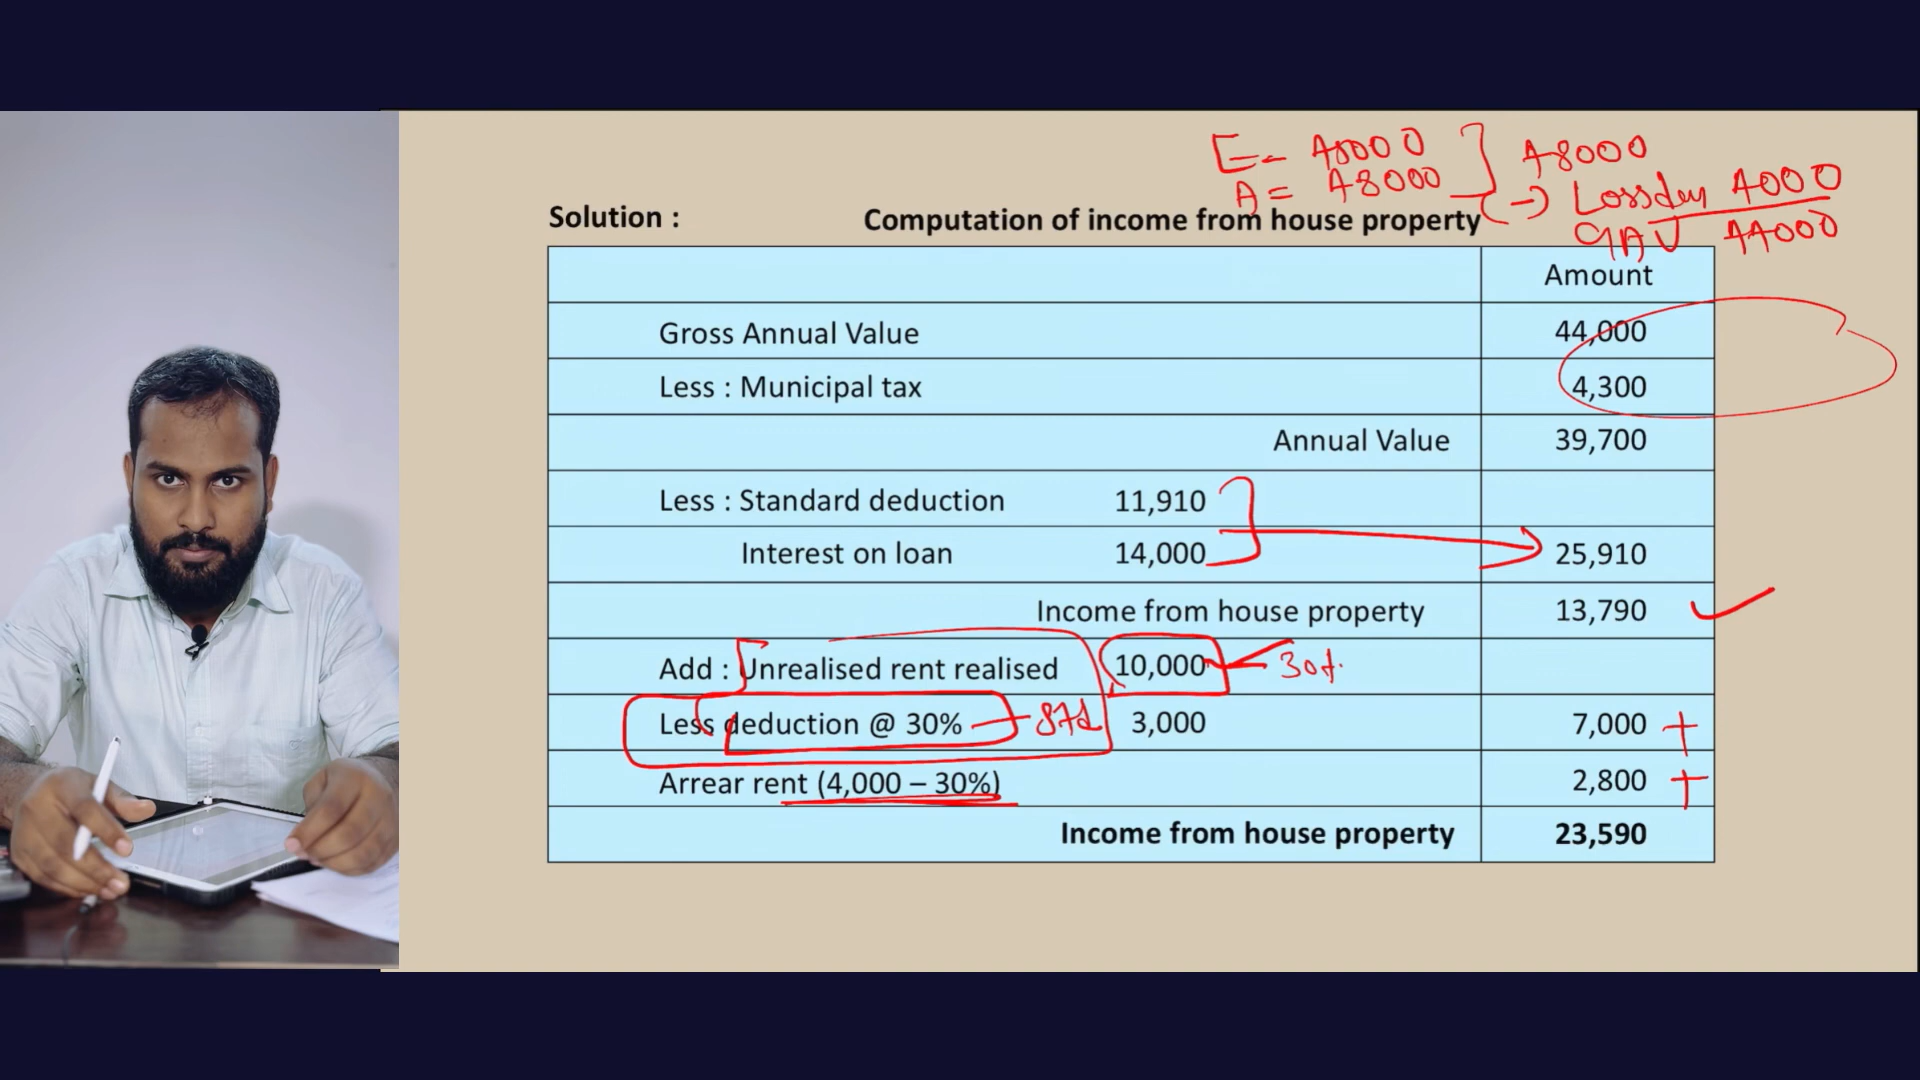 E - 40000
A = 48000
48000
(-) Loss due 4000
GAV 44000
Solution :
Computation of income from house property
Amount
Gross Annual Value 44,000
Less : Municipal tax 4,300
Annual Value 39,700
Less : Standard deduction 11,910
Interest on loan 14,000 25,910
Income from house property 13,790
Add : Unrealised rent realised 10,000 30%
Less deduction @ 30% 3,000 7,000 +
Arrear rent (4,000 – 30%) 2,800 +
Income from house property 23,590